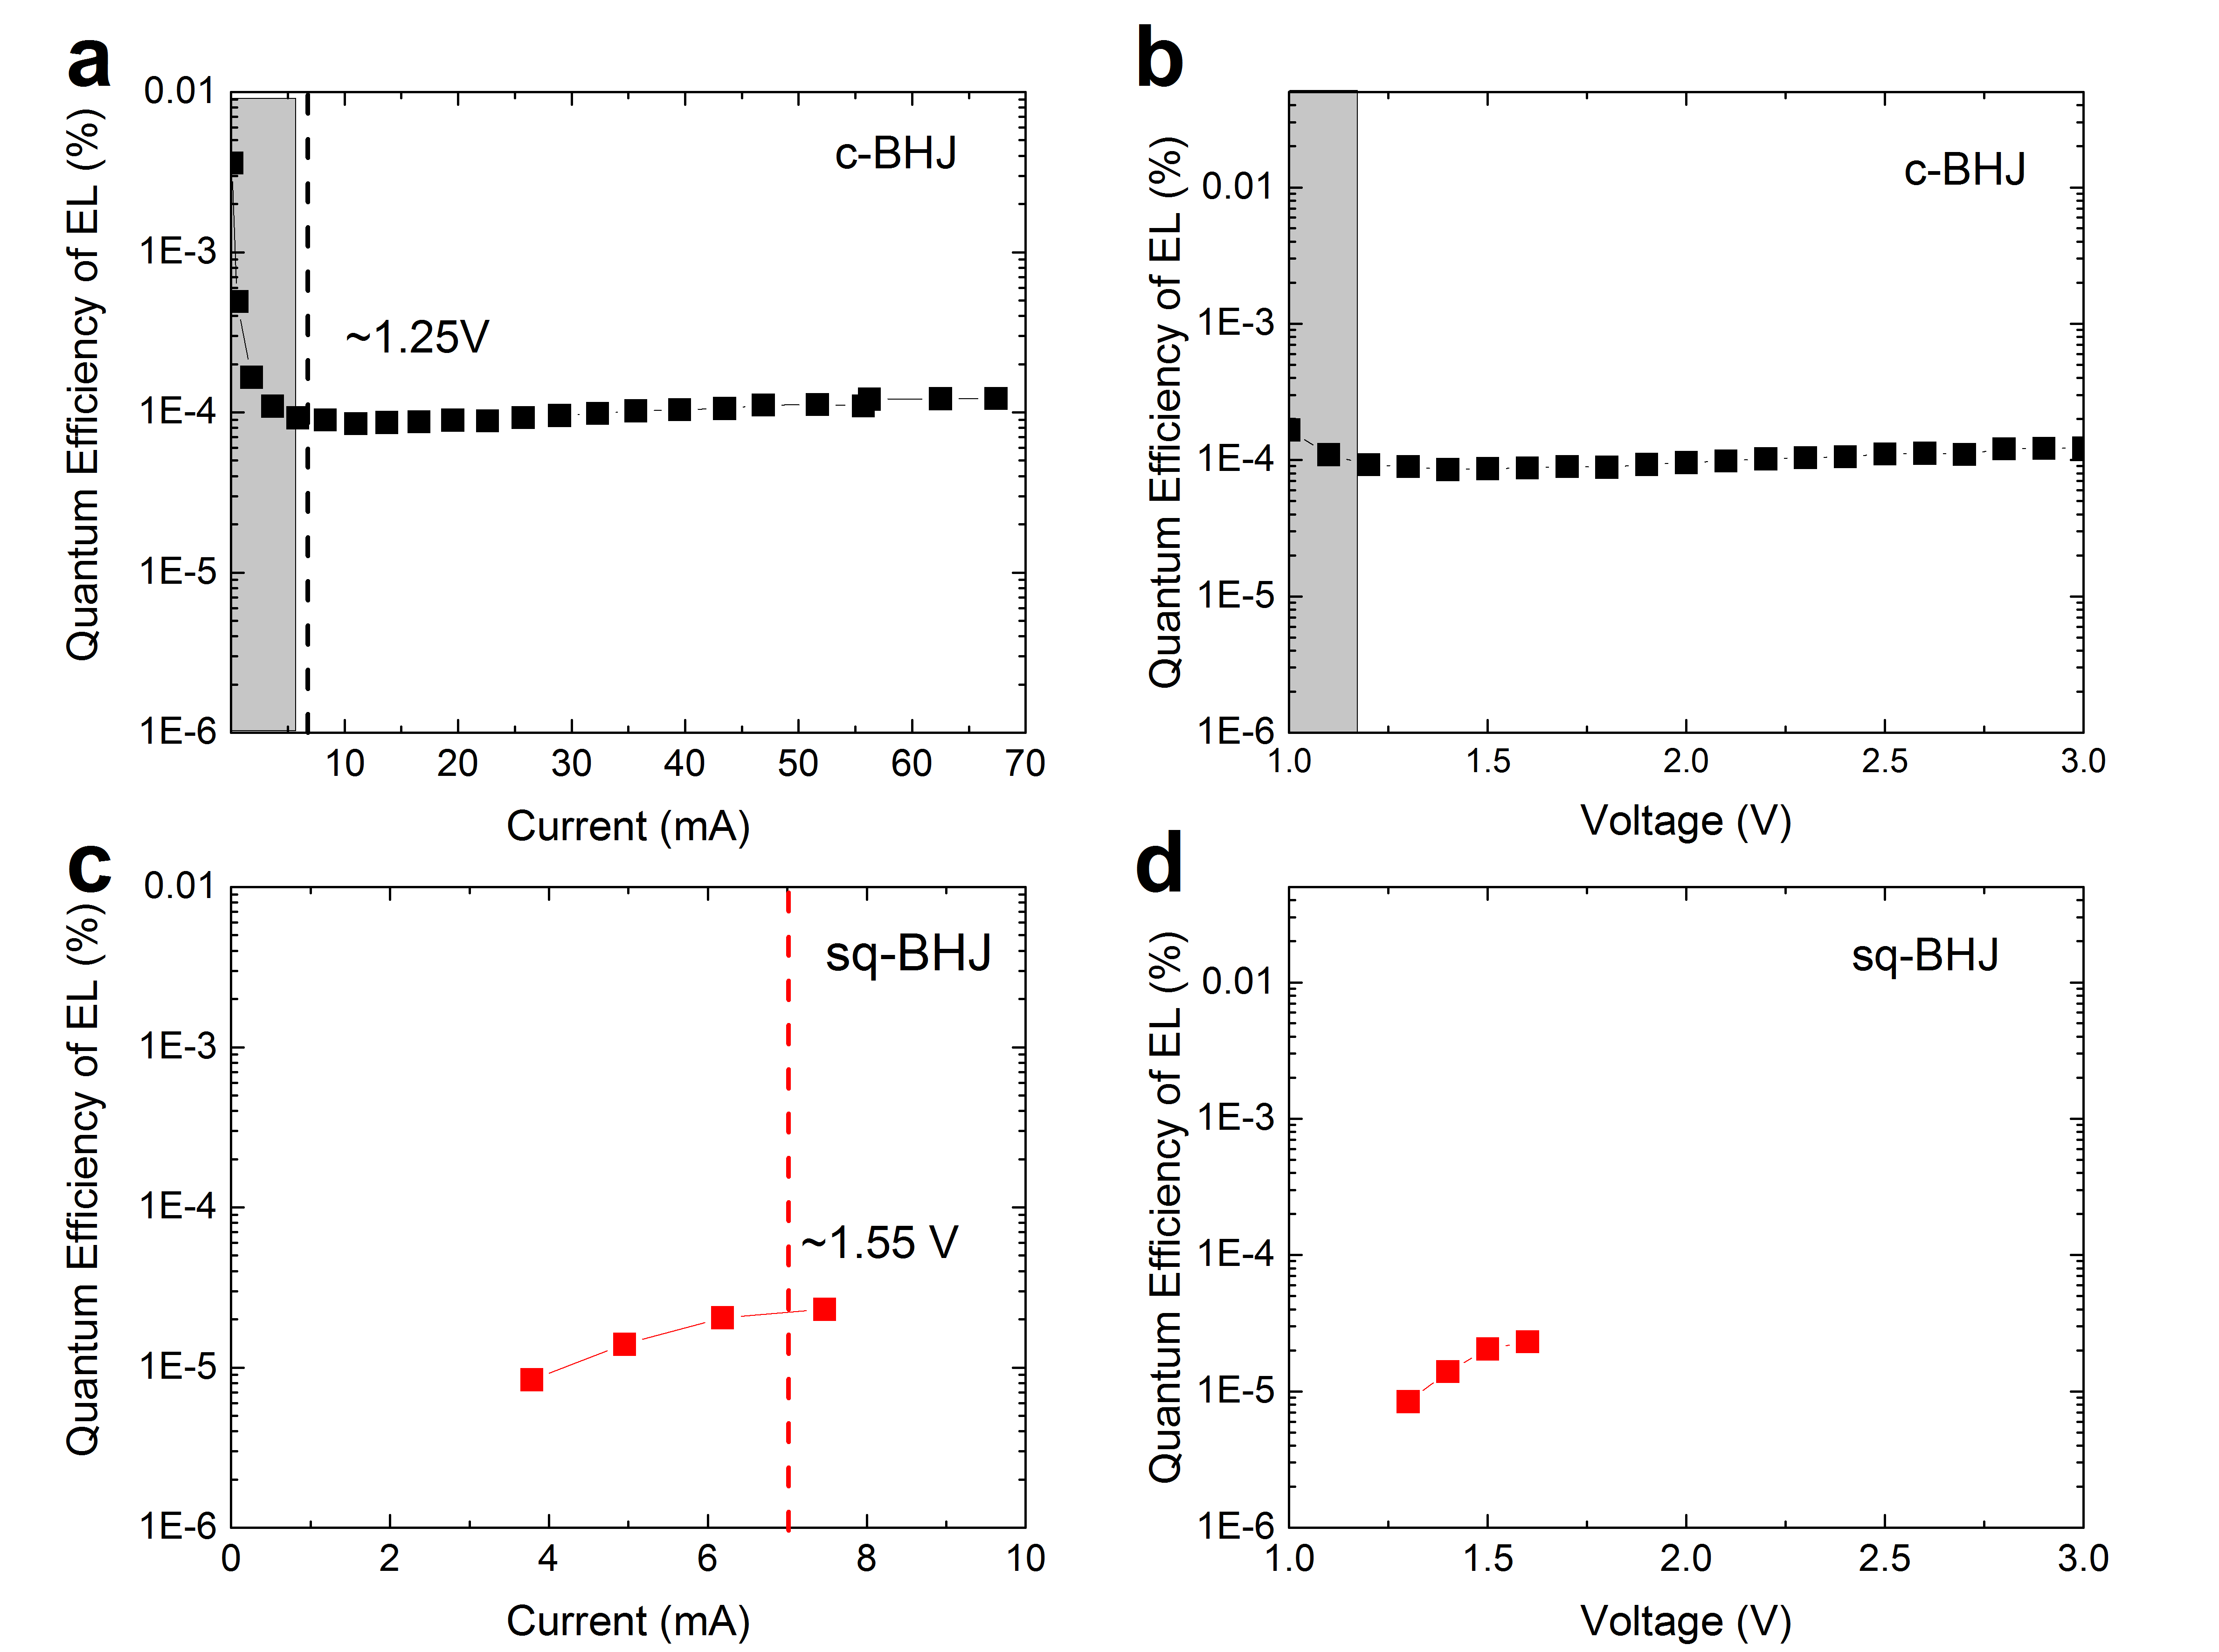 a
0.01
1E-3
1E-4
1E-5
1E-6
Quantum Efficiency of EL (%)
c-BHJ
~1.25V
10 20 30 40 50 60 70
Current (mA)
b
0.01
1E-3
1E-4
1E-5
1E-6
Quantum Efficiency of EL (%)
c-BHJ
1.0 1.5 2.0 2.5 3.0
Voltage (V)
c
0.01
1E-3
1E-4
1E-5
1E-6
Quantum Efficiency of EL (%)
sq-BHJ
~1.55 V
0 2 4 6 8 10
Current (mA)
d
0.01
1E-3
1E-4
1E-5
1E-6
Quantum Efficiency of EL (%)
sq-BHJ
1.0 1.5 2.0 2.5 3.0
Voltage (V)